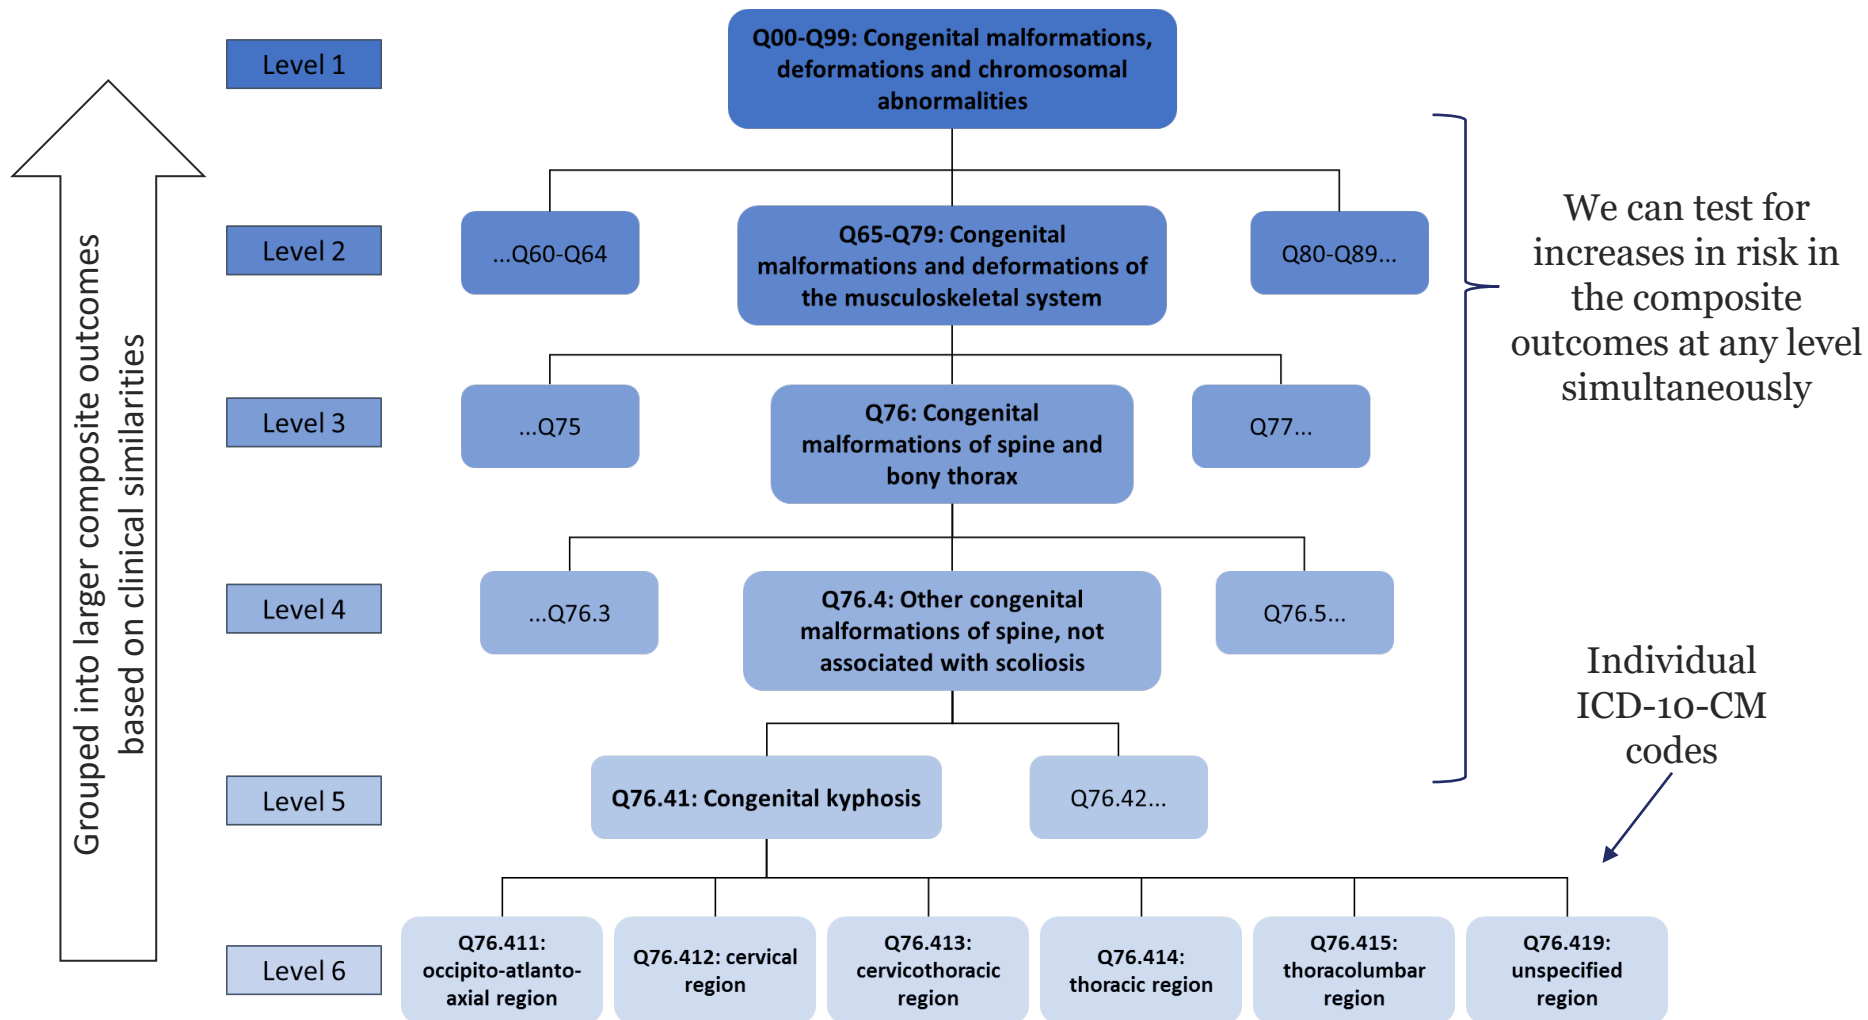 Grouped into larger composite outcomes
based on clinical similarities
Level 1
Q00-Q99: Congenital malformations,
deformations and chromosomal
abnormalities
Level 2
...Q60-Q64
Q65-Q79: Congenital
malformations and deformations of
the musculoskeletal system
Q80-Q89...
Level 3
...Q75
Q76: Congenital
malformations of spine and
bony thorax
Q77...
Level 4
...Q76.3
Q76.4: Other congenital
malformations of spine, not
associated with scoliosis
Q76.5...
Level 5
Q76.41: Congenital kyphosis
Q76.42...
Level 6
Q76.411:
occipito-atlanto-
axial region
Q76.412: cervical
region
Q76.413:
cervicothoracic
region
Q76.414:
thoracic region
Q76.415:
thoracolumbar
region
Q76.419:
unspecified
region
We can test for
increases in risk in
the composite
outcomes at any level
simultaneously
Individual
ICD-10-CM
codes